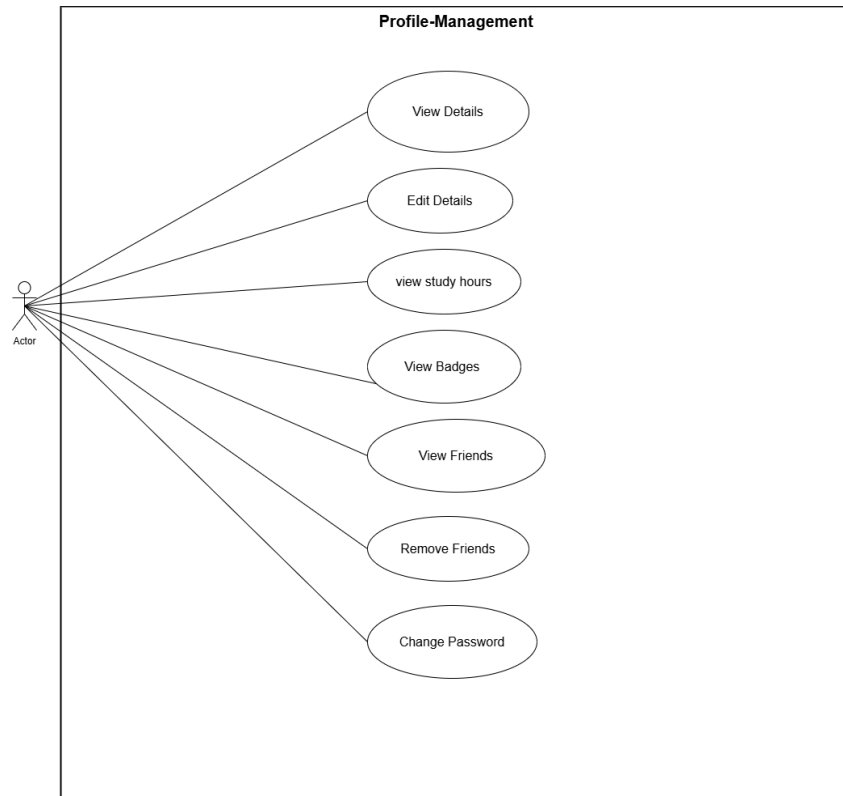 Profile-Management
View Details
Edit Details
view study hours
Actor
View Badges
View Friends
Remove Friends
Change Password